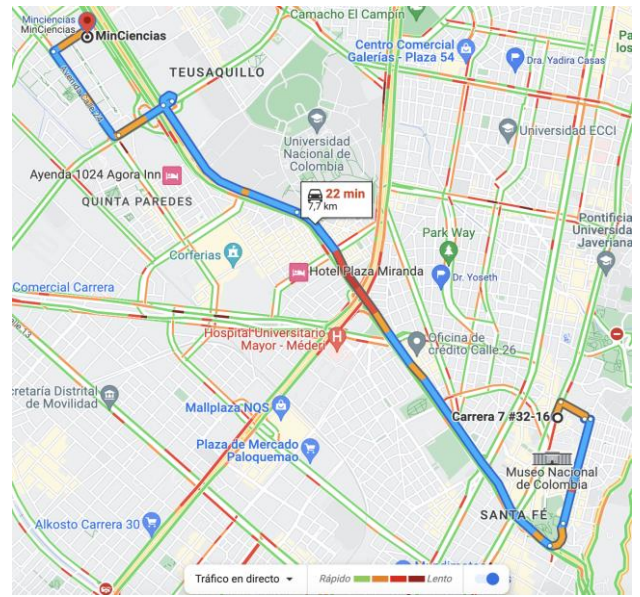 Camacho El Campin
Minciencias
MinCiencias
MinCiencias
Centro Comercial
Galerías - Plaza 54
Dra. Yadira Casas
TEUSAQUILLO
Universidad
Nacional de
Colombia
Universidad ECCI
Ayenda 1024 Agora Inn
QUINTA PAREDES
22 min
7,7 km
Pontificia
Universida
Javeriana
Park Way
Corferias
Dr. Yoseth
Hotel Plaza Miranda
Comercial Carrera
Hospital Universitario
Mayor - Méderi
Oficina de
crédito Calle 26
cretaría Distrital
de Movilidad
Mallplaza NQS
Carrera 7 #32-16
Plaza de Mercado
Paloquemao
Museo Nacional
de Colombia
SANTA FÉ
Alkosto Carrera 30
Tráfico en directo
Rápido
Lento